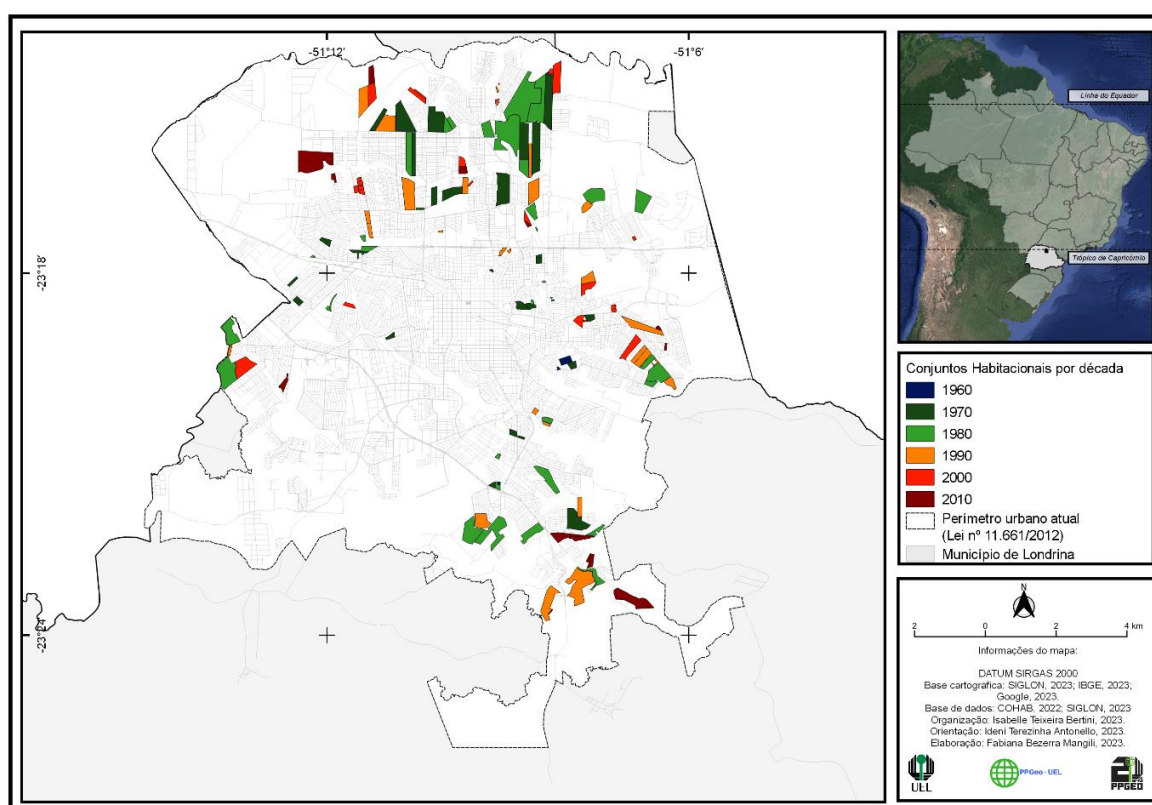 -51°12'
-51°6'
-23°18'
-23°24'
Linha do Equador
Trópico de Capricórnio
Conjuntos Habitacionais por década
1960
1970
1980
1990
2000
2010
Perímetro urbano atual
(Lei nº 11.661/2012)
Município de Londrina
N
2 0 2 4 km
Informações do mapa:
DATUM SIRGAS 2000
Base cartográfica: SIGLON, 2023; IBGE, 2023;
Google, 2023.
Base de dados: COHAB, 2022; SIGLON, 2023
Organização: Isabelle Teixeira Bertini, 2023.
Orientação: Ideni Terezinha Antonello, 2023.
Elaboração: Fabiana Bezerra Mangili, 2023.
UEL
PPGeo - UEL
PPGEO